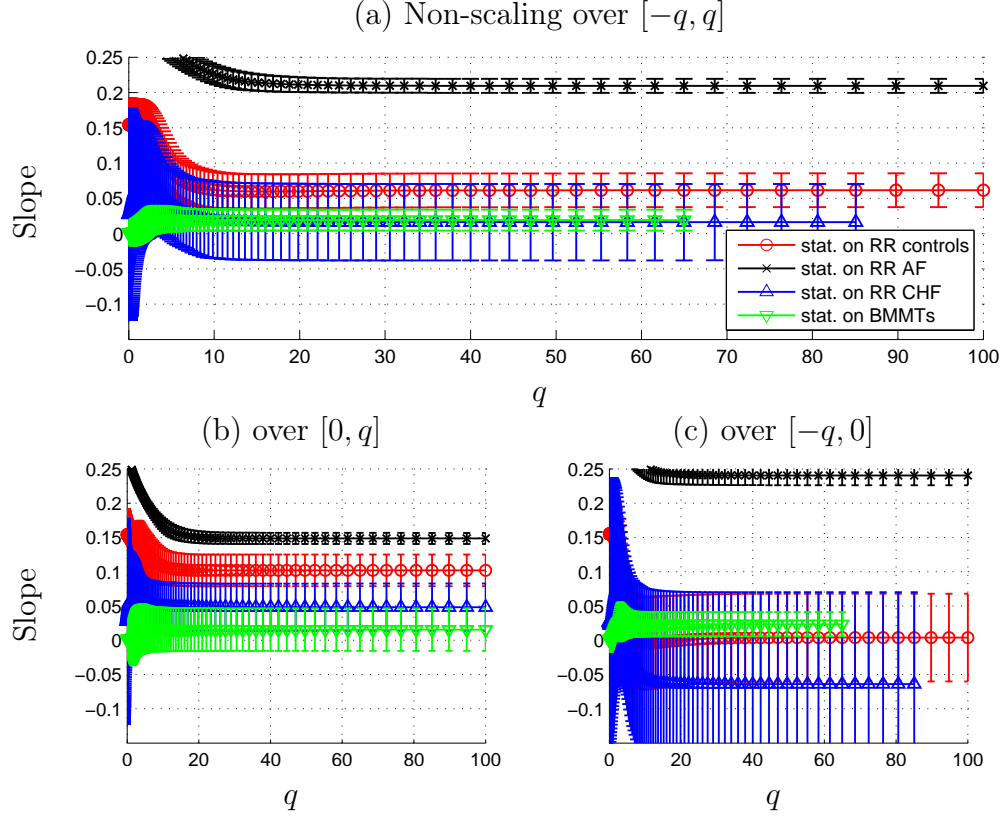 (a) Non-scaling over [−q, q]
Slope
0.25
0.2
0.15
0.1
0.05
0
−0.05
−0.1
0 10 20 30 40 50 60 70 80 90 100
q
stat. on RR controls
stat. on RR AF
stat. on RR CHF
stat. on BMMTs
(b) over [0, q]
Slope
0.25
0.2
0.15
0.1
0.05
0
−0.05
−0.1
0 20 40 60 80 100
q
(c) over [−q, 0]
0.25
0.2
0.15
0.1
0.05
0
−0.05
−0.1
0 20 40 60 80 100
q